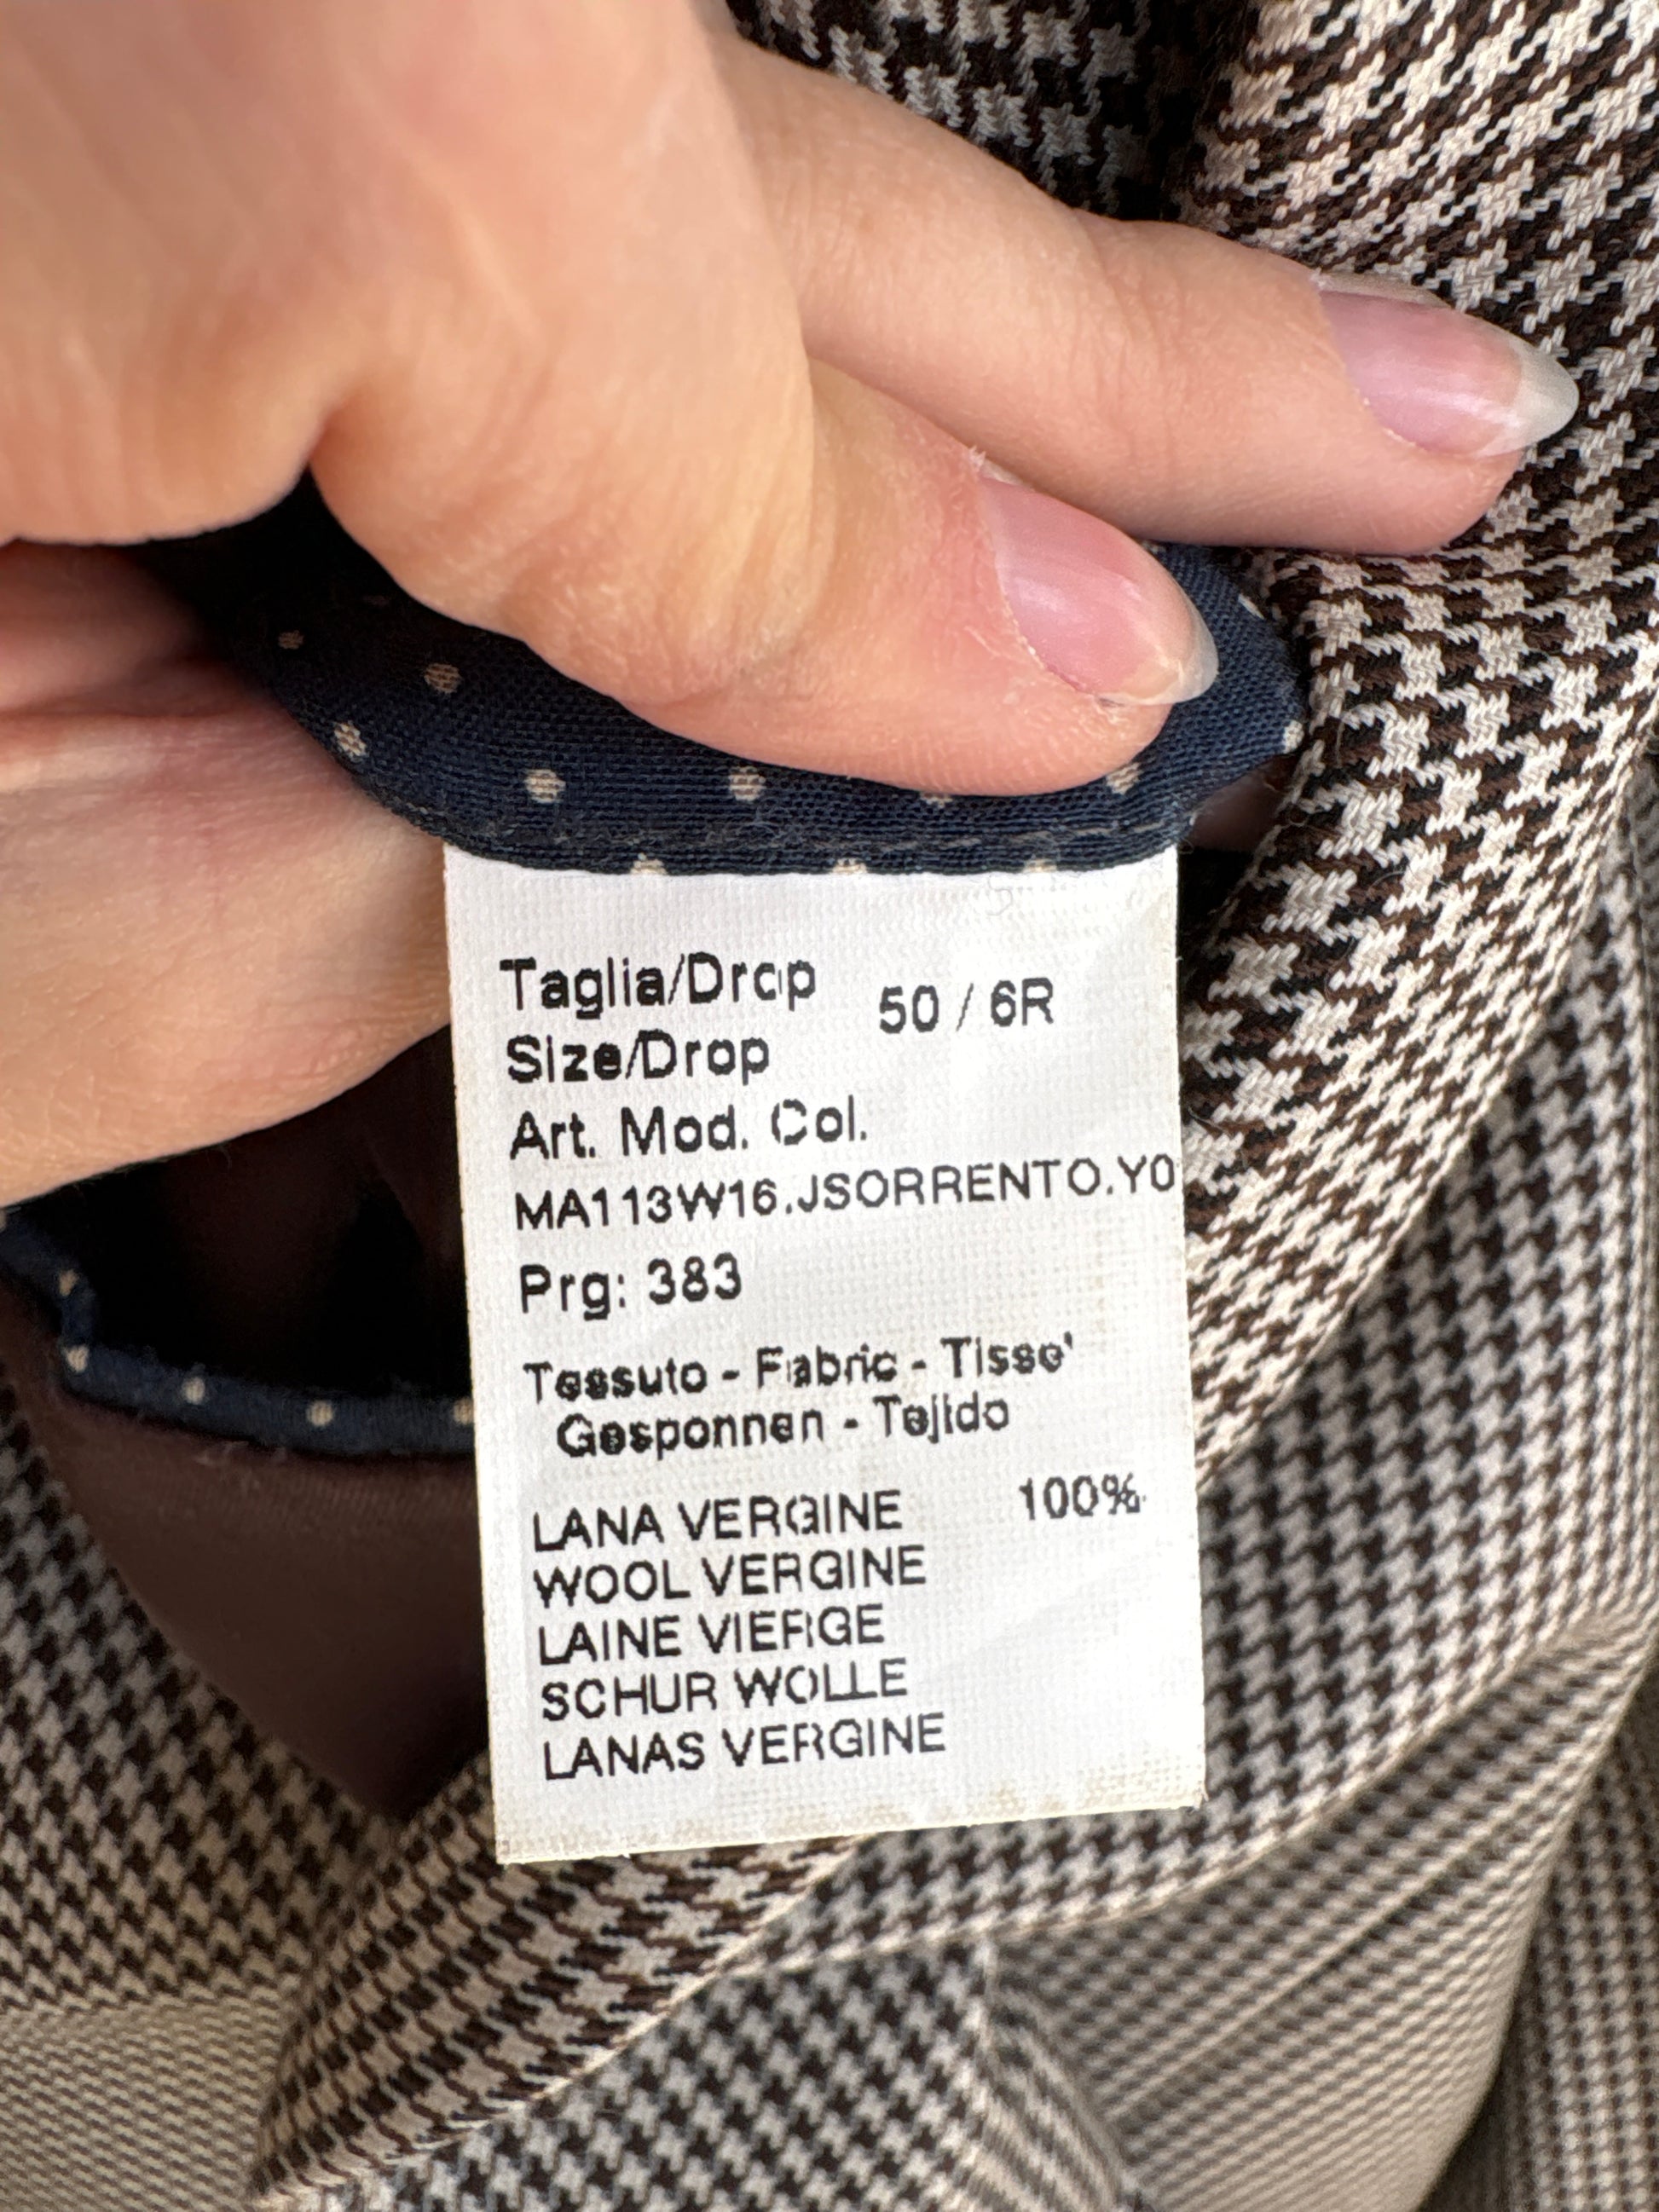 Taglia/Drop 50 / 6R
Size/Drop
Art. Mod. Col.
MA113W16.JSORRENTO.Y0
Prg: 383
Tessuto - Fabric - Tisse'
Gesponnen - Tejido
LANA VERGINE 100%
WOOL VERGINE
LAINE VIERGE
SCHUR WOLLE
LANAS VERGINE